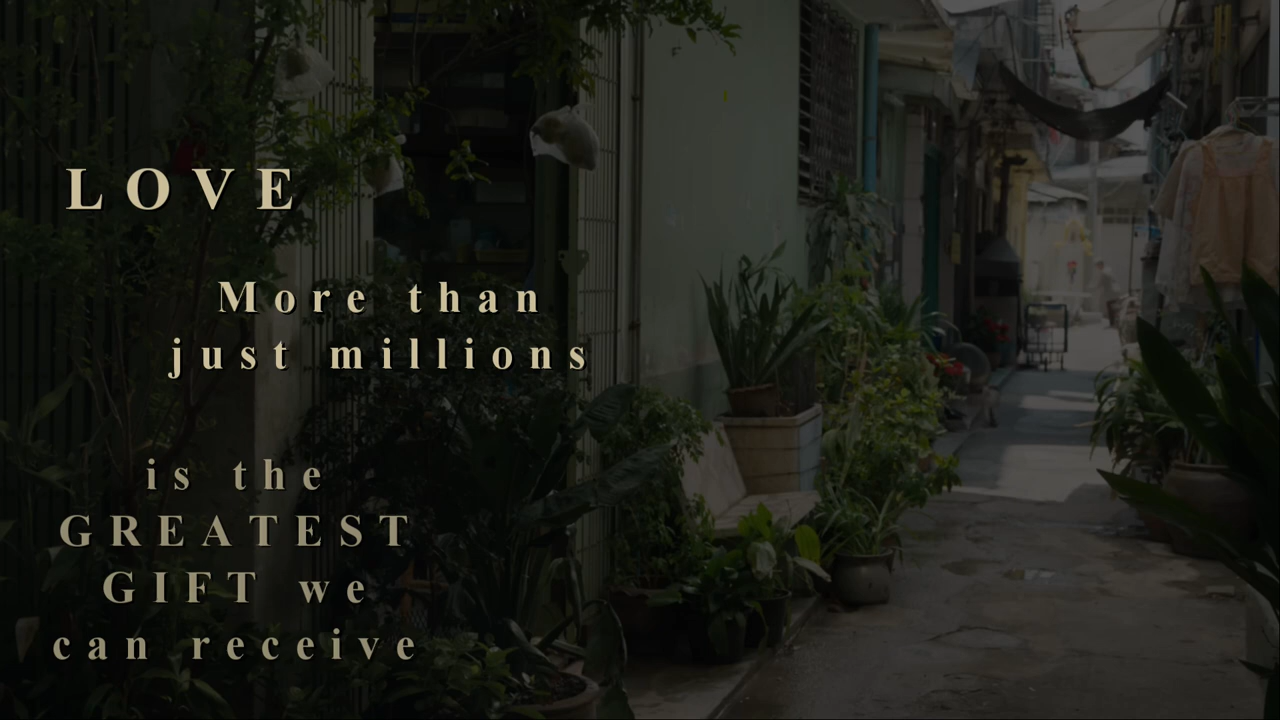 LOVE
More than
just millions
is the
GREATEST
GIFT we
can receive